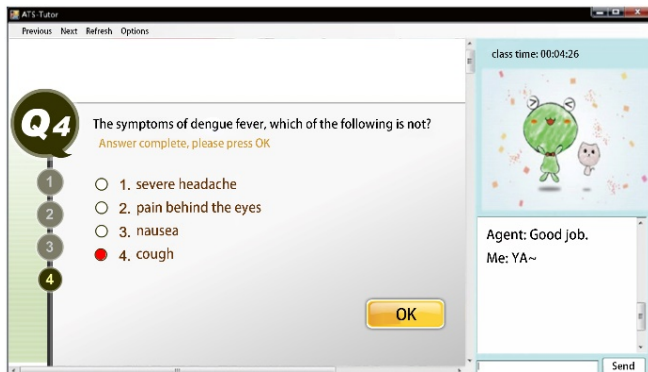 ATS-Tutor
Previous Next Refresh Options
class time: 00:04:26
Q4
The symptoms of dengue fever, which of the following is not?
Answer complete, please press OK
1
2
3
4
1. severe headache
2. pain behind the eyes
3. nausea
4. cough
OK
Agent: Good job.
Me: YA~
Send